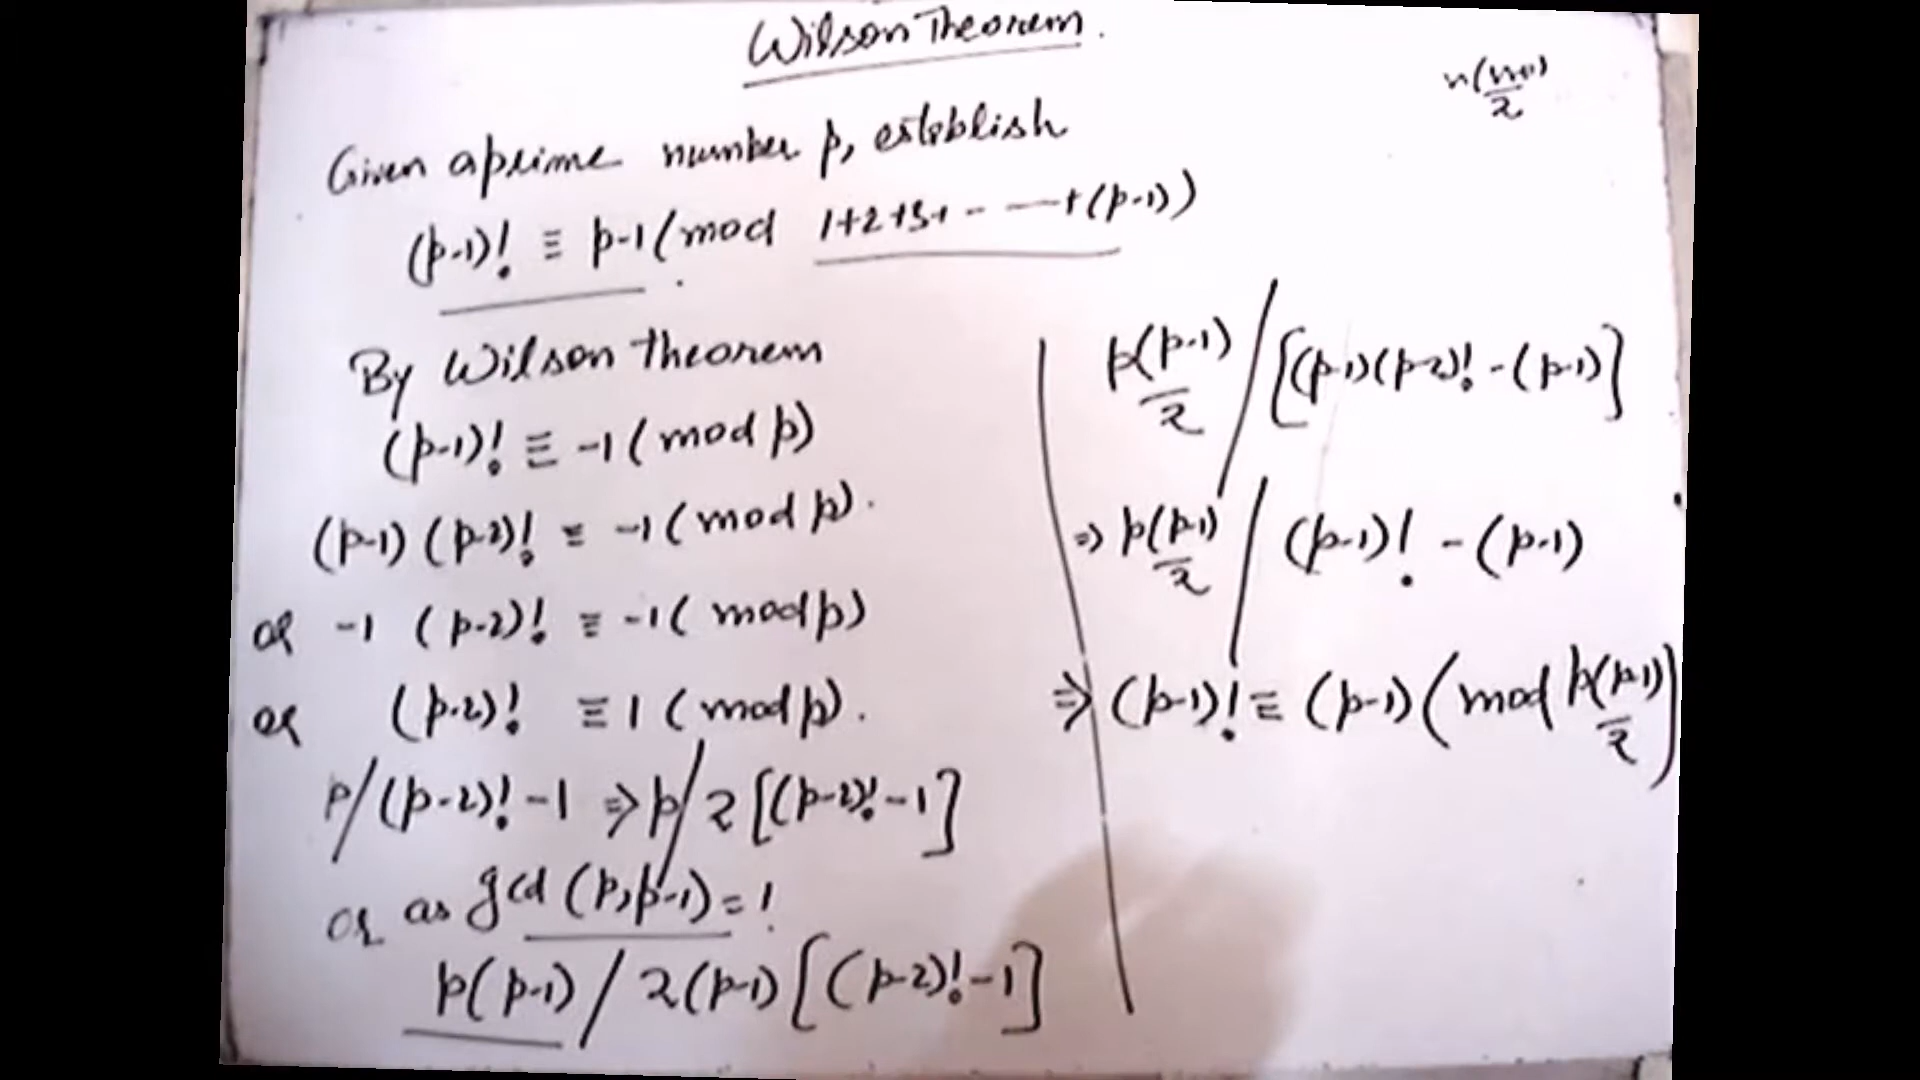 Wilson Theorem.
n(n+1)/2
Given a prime number p, establish
(p-1)! ≡ p-1 (mod 1+2+3+ - — +(p-1))
By Wilson theorem
(p-1)! ≡ -1 (mod p)
(p-1) (p-2)! ≡ -1 (mod p).
or -1 (p-2)! ≡ -1 (mod p)
or (p-2)! ≡ 1 (mod p).
p/(p-2)!-1 ⇒ p/2[(p-2)!-1]
or as gcd (p,p-1) = 1
p(p-1) / 2(p-1) [(p-2)!-1]
p(p-1)/2 / [(p-1)(p-2)! - (p-1)]
⇒ p(p-1)/2 / (p-1)! - (p-1)
⇒ (p-1)! ≡ (p-1) (mod p(p-1)/2)